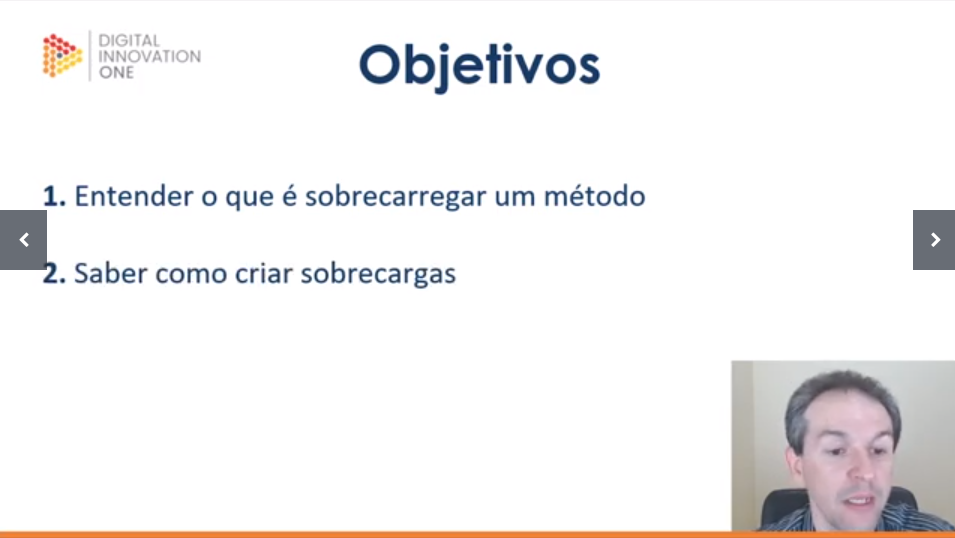 DIGITAL
INNOVATION
ONE
Objetivos
1. Entender o que é sobrecarregar um método
2. Saber como criar sobrecargas